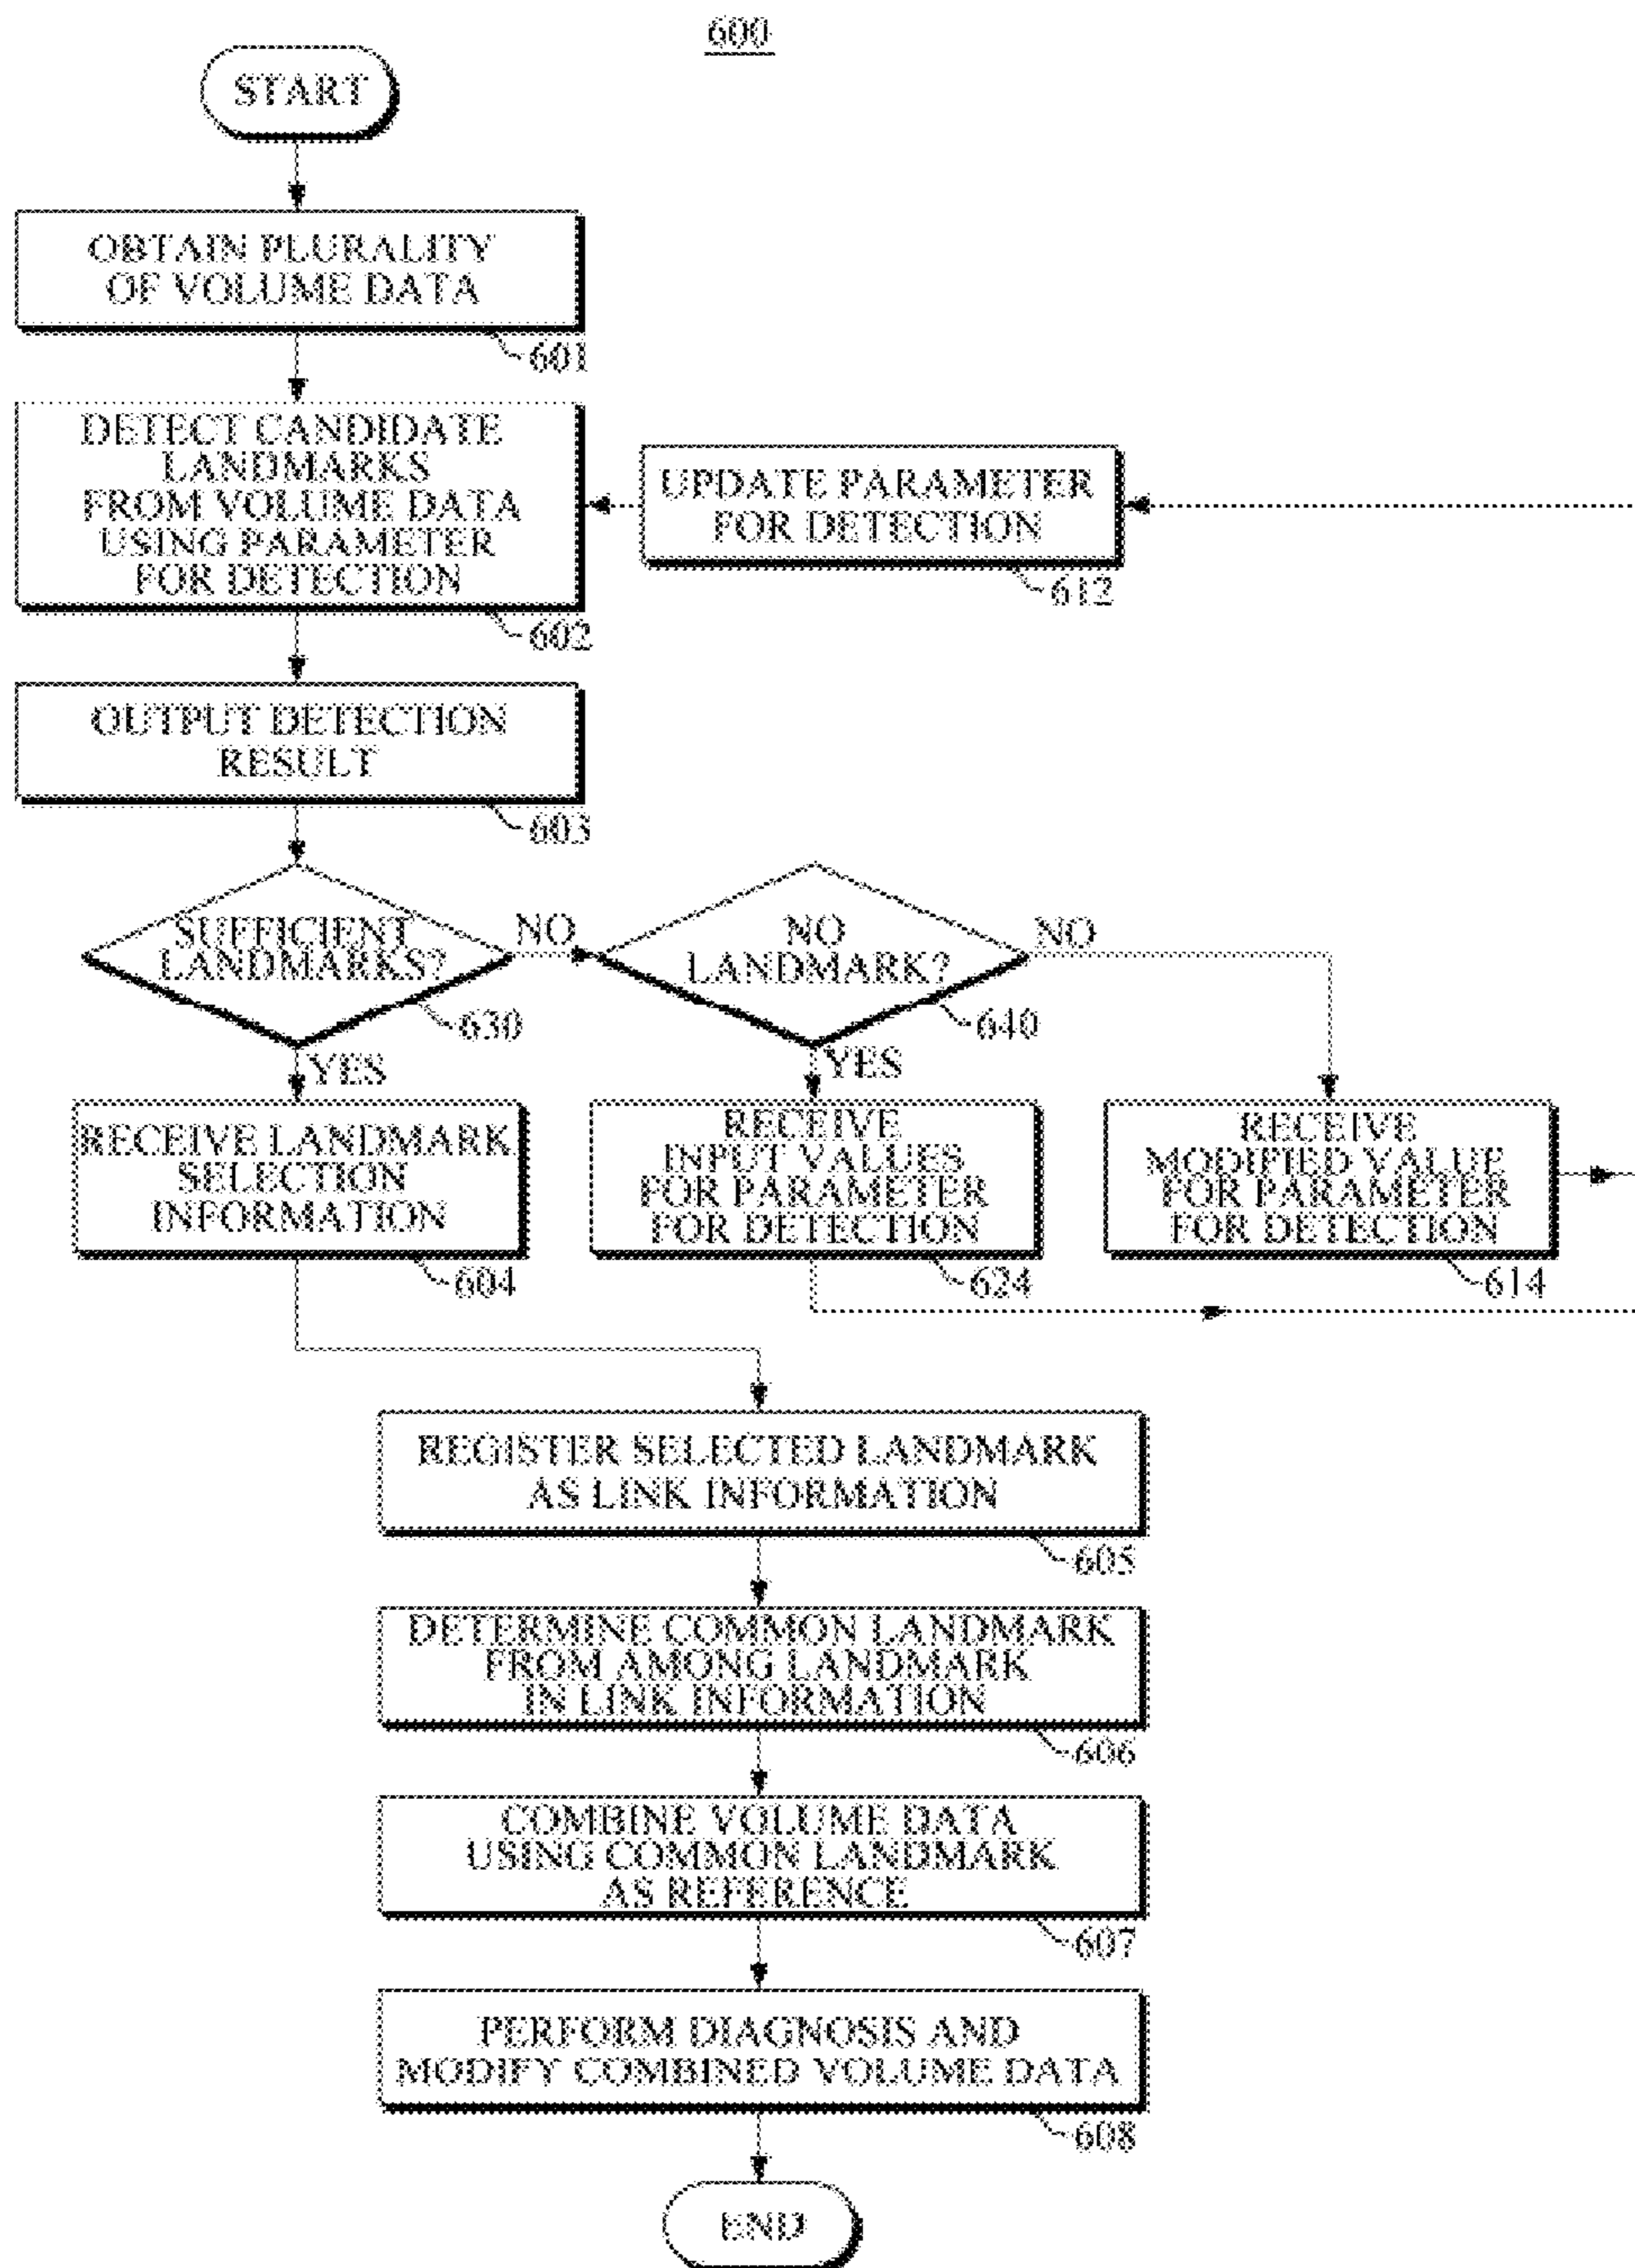 600
START
OBTAIN PLURALITY
OF VOLUME DATA
601
DETECT CANDIDATE
LANDMARKS
FROM VOLUME DATA
USING PARAMETER
FOR DETECTION
602
UPDATE PARAMETER
FOR DETECTION
612
OUTPUT DETECTION
RESULT
603
SUFFICIENT
LANDMARKS?
630
NO
YES
NO
LANDMARK?
640
NO
YES
RECEIVE LANDMARK
SELECTION
INFORMATION
604
RECEIVE
INPUT VALUES
FOR PARAMETER
FOR DETECTION
624
RECEIVE
MODIFIED VALUE
FOR PARAMETER
FOR DETECTION
614
REGISTER SELECTED LANDMARK
AS LINK INFORMATION
605
DETERMINE COMMON LANDMARK
FROM AMONG LANDMARK
IN LINK INFORMATION
606
COMBINE VOLUME DATA
USING COMMON LANDMARK
AS REFERENCE
607
PERFORM DIAGNOSIS AND
MODIFY COMBINED VOLUME DATA
608
END